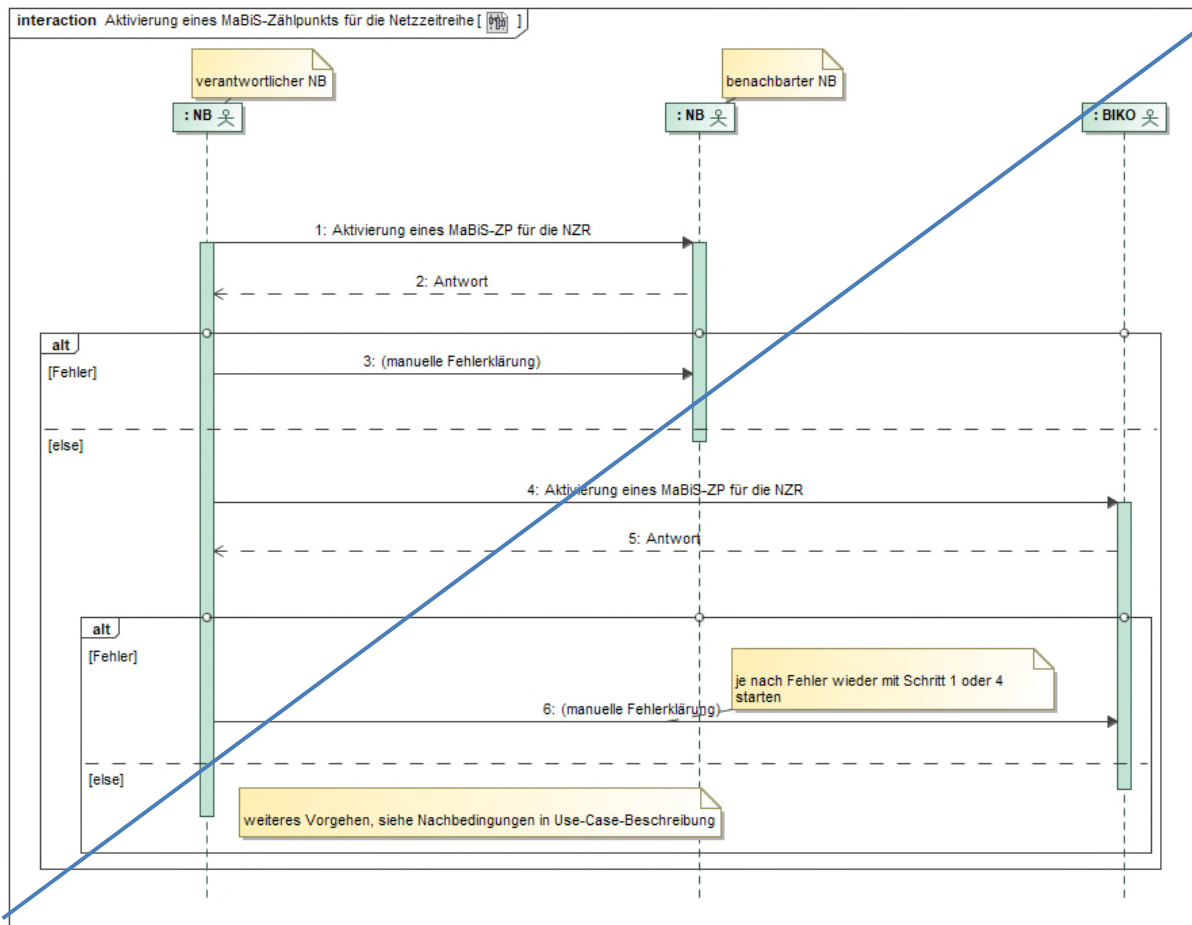 interaction Aktivierung eines MaBiS-Zählpunkts für die Netzzeitreihe [ ]
verantwortlicher NB
benachbarter NB
: NB
: NB
: BIKO
1: Aktivierung eines MaBiS-ZP für die NZR
2: Antwort
alt
3: (manuelle Fehlerklärung)
[Fehler]
[else]
4: Aktivierung eines MaBiS-ZP für die NZR
5: Antwort
alt
[Fehler]
je nach Fehler wieder mit Schritt 1 oder 4
starten
6: (manuelle Fehlerklärung)
[else]
weiteres Vorgehen, siehe Nachbedingungen in Use-Case-Beschreibung